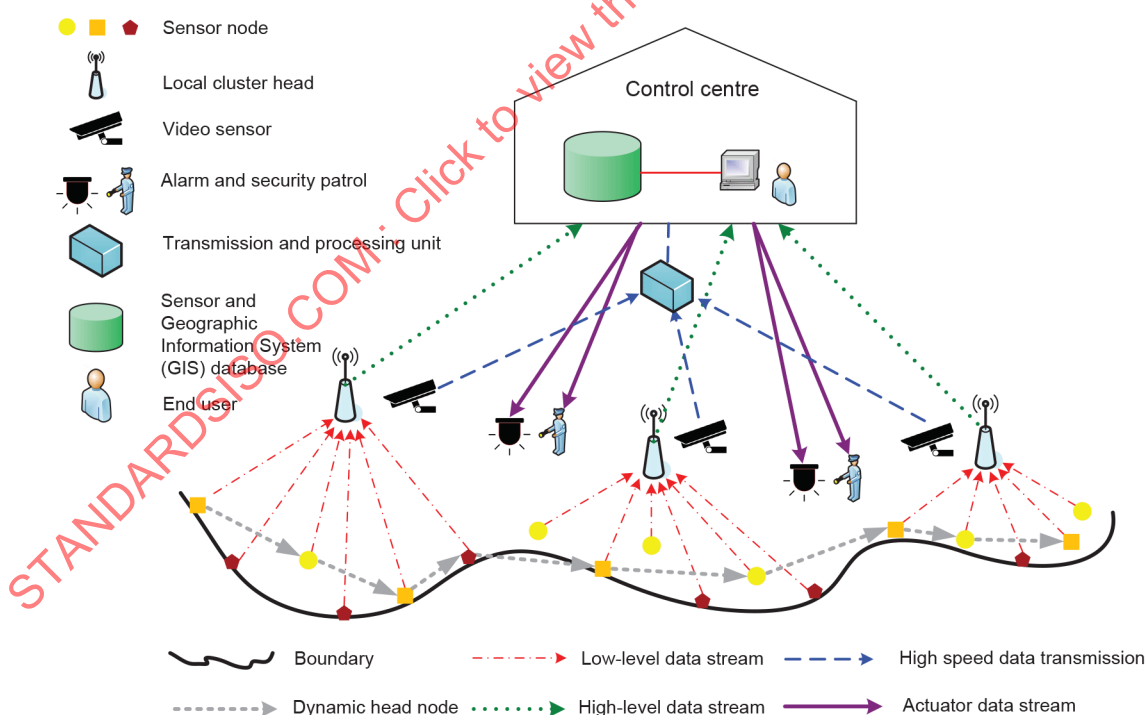 Sensor node
Local cluster head
Video sensor
Alarm and security patrol
Transmission and processing unit
Sensor and
Geographic
Information System
(GIS) database
End user
Control centre
STANDARDSISO.COM : Click to view th
Boundary
Low-level data stream
High speed data transmission
Dynamic head node
High-level data stream
Actuator data stream